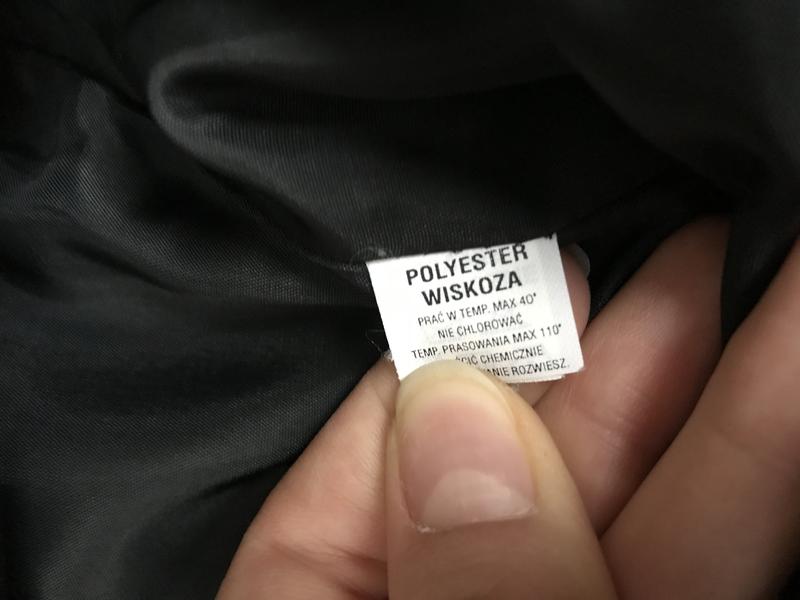 POLYESTER
WISKOZA
PRAĆ W TEMP. MAX 40°
NIE CHLOROWAĆ
TEMP. PRASOWANIA MAX 110°
CHEMICZNIE
ROZWIESZ.